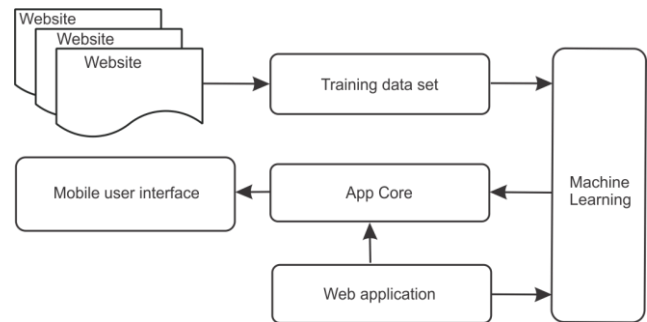 Website
Website
Website
Training data set
Mobile user interface
App Core
Machine
Learning
Web application